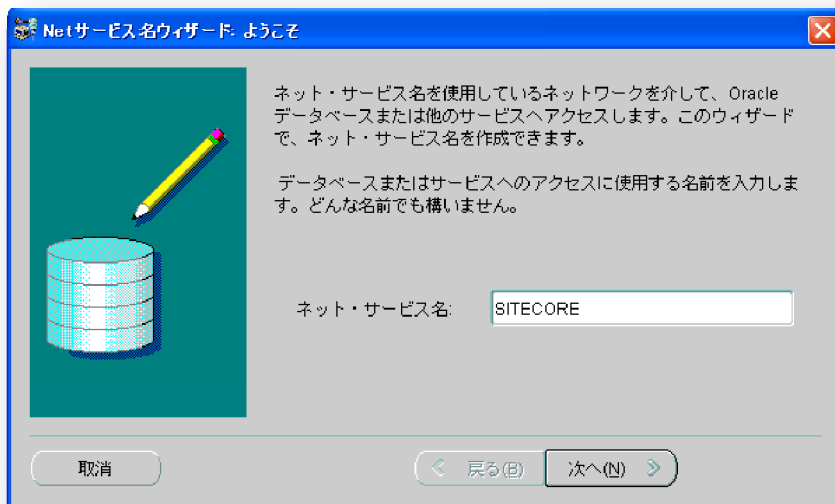 Netサービス名ウィザード: ようこそ
ネット・サービス名を使用しているネットワークを介して、Oracle
データベースまたは他のサービスへアクセスします。このウィザード
で、ネット・サービス名を作成できます。
データベースまたはサービスへのアクセスに使用する名前を入力しま
す。どんな名前でも構いません。
ネット・サービス名: SITECORE
取消 戻る(B) 次へ(N)